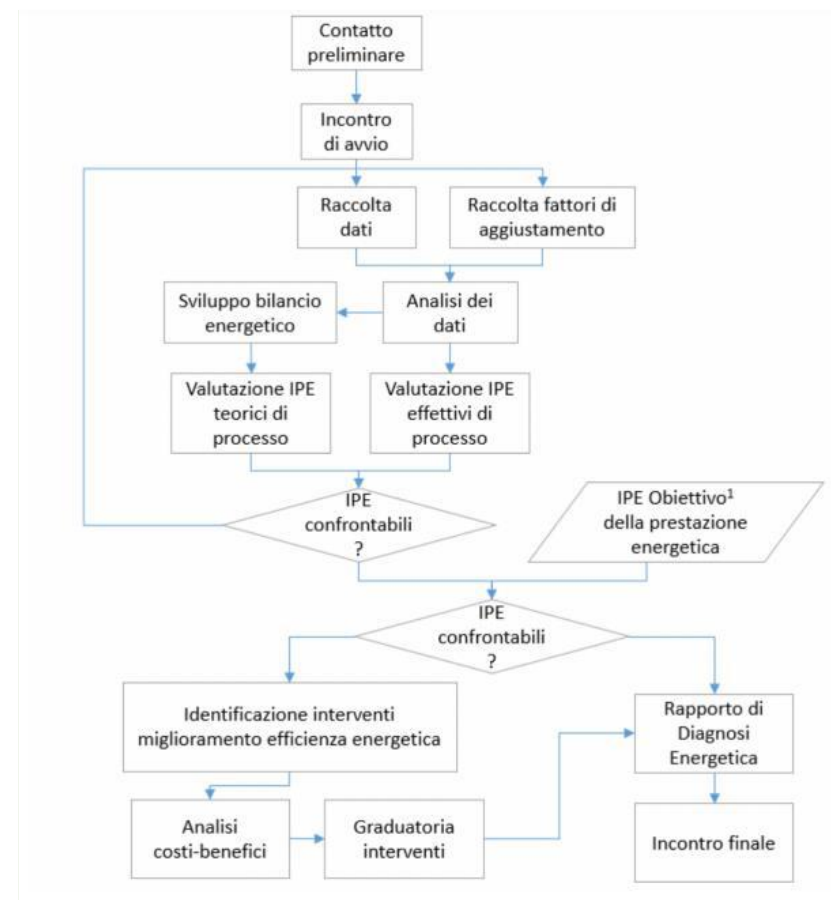 Contatto
preliminare
Incontro
di avvio
Raccolta
dati
Raccolta fattori di
aggiustamento
Sviluppo bilancio
energetico
Analisi dei
dati
Valutazione IPE
teorici di
processo
Valutazione IPE
effettivi di
processo
IPE
confrontabili
?
IPE Obiettivo¹
della prestazione
energetica
IPE
confrontabili
?
Identificazione interventi
miglioramento efficienza energetica
Rapporto di
Diagnosi
Energetica
Analisi
costi-benefici
Graduatoria
interventi
Incontro finale